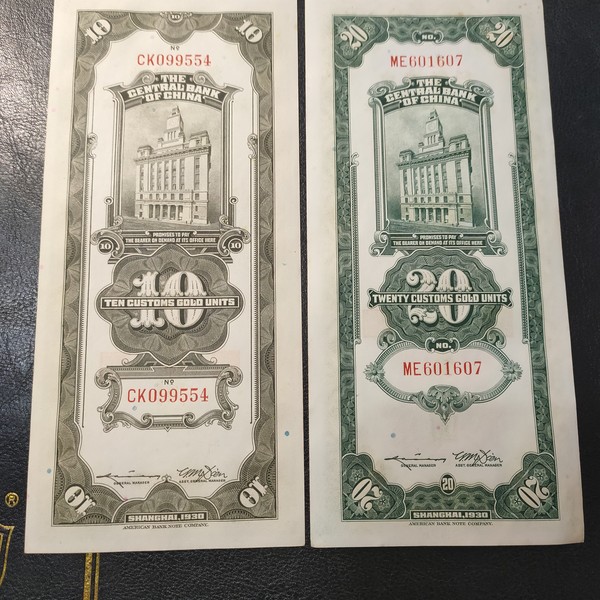 10 10 10
Nº
CK099554
THE
CENTRAL BANK
OF CHINA
PROMISES TO PAY
THE BEARER ON DEMAND AT ITS OFFICE HERE
10 10
10
TEN CUSTOMS GOLD UNITS
Nº
CK099554
GENERAL MANAGER ASST. GENERAL MANAGER
10 10
SHANGHAI, 1930
AMERICAN BANK NOTE COMPANY.
20 20
NO.
ME601607
THE
CENTRAL BANK
OF CHINA
PROMISES TO PAY
THE BEARER ON DEMAND AT ITS OFFICE HERE
20
TWENTY CUSTOMS GOLD UNITS
NO.
ME601607
GENERAL MANAGER ASST. GENERAL MANAGER
20 20 20
SHANGHAI, 1930
AMERICAN BANK NOTE COMPANY.
®